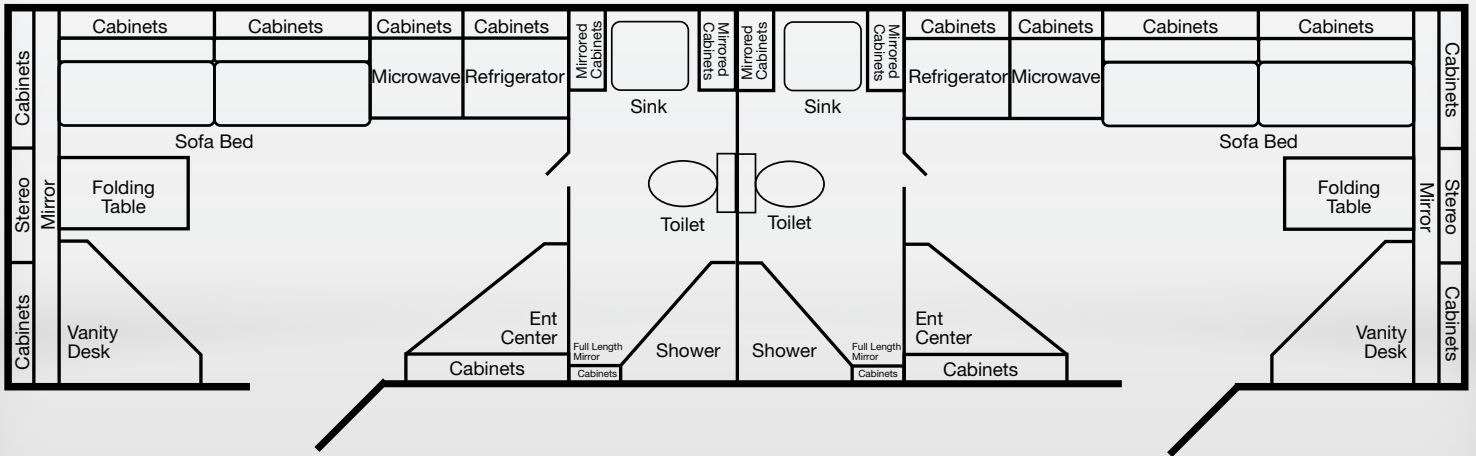 Cabinets
Cabinets
Cabinets
Cabinets
Mirrored
Cabinets
Mirrored
Cabinets
Mirrored
Cabinets
Mirrored
Cabinets
Cabinets
Cabinets
Cabinets
Cabinets
Cabinets
Microwave
Refrigerator
Sink
Sink
Refrigerator
Microwave
Cabinets
Sofa Bed
Sofa Bed
Stereo
Mirror
Folding
Table
Toilet
Toilet
Folding
Table
Mirror
Stereo
Cabinets
Vanity
Desk
Ent
Center
Cabinets
Full Length
Mirror
Cabinets
Shower
Shower
Full Length
Mirror
Cabinets
Ent
Center
Cabinets
Vanity
Desk
Cabinets